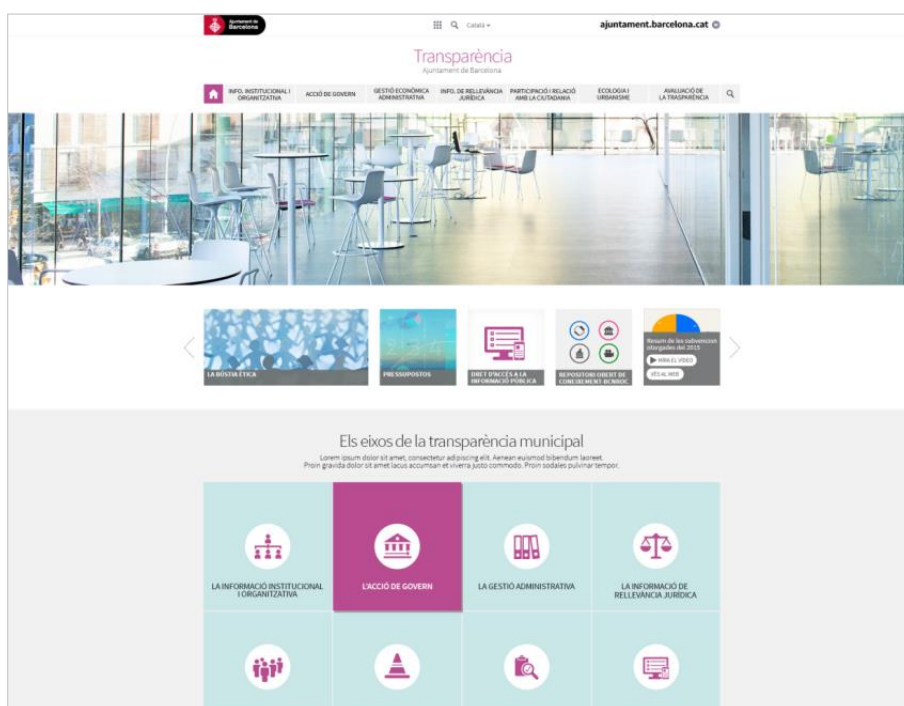 Ajuntament de
Barcelona
Català
ajuntament.barcelona.cat
Transparència
Ajuntament de Barcelona
INFO. INSTITUCIONAL I
ORGANITZATIVA
ACCIÓ DE GOVERN
GESTIÓ ECONÒMICA
ADMINISTRATIVA
INFO. DE RELLEVÀNCIA
JURÍDICA
PARTICIPACIÓ I RELACIÓ
AMB LA CIUTADANIA
ECOLOGIA I
URBANISME
AVALUACIÓ DE
LA TRASPARÈNCIA
LA BÚSTIA ÈTICA
PRESSUPOSTOS
DRET D'ACCÉS A LA
INFORMACIÓ PÚBLICA
REPOSITORI OBERT DE
CONEIXEMENT-BCNROC
Resum de les subvencions
otorgades del 2015
MIRA EL VÍDEO
VÉS AL WEB
Els eixos de la transparència municipal
Lorem ipsum dolor sit amet, consectetur adipiscing elit. Aenean euismod bibendum laoreet.
Proin gravida dolor sit amet lacus accumsan et viverra justo commodo. Proin sodales pulvinar tempor.
LA INFORMACIÓ INSTITUCIONAL
I ORGANITZATIVA
L'ACCIÓ DE GOVERN
LA GESTIÓ ADMINISTRATIVA
LA INFORMACIÓ DE
RELLEVÀNCIA JURÍDICA